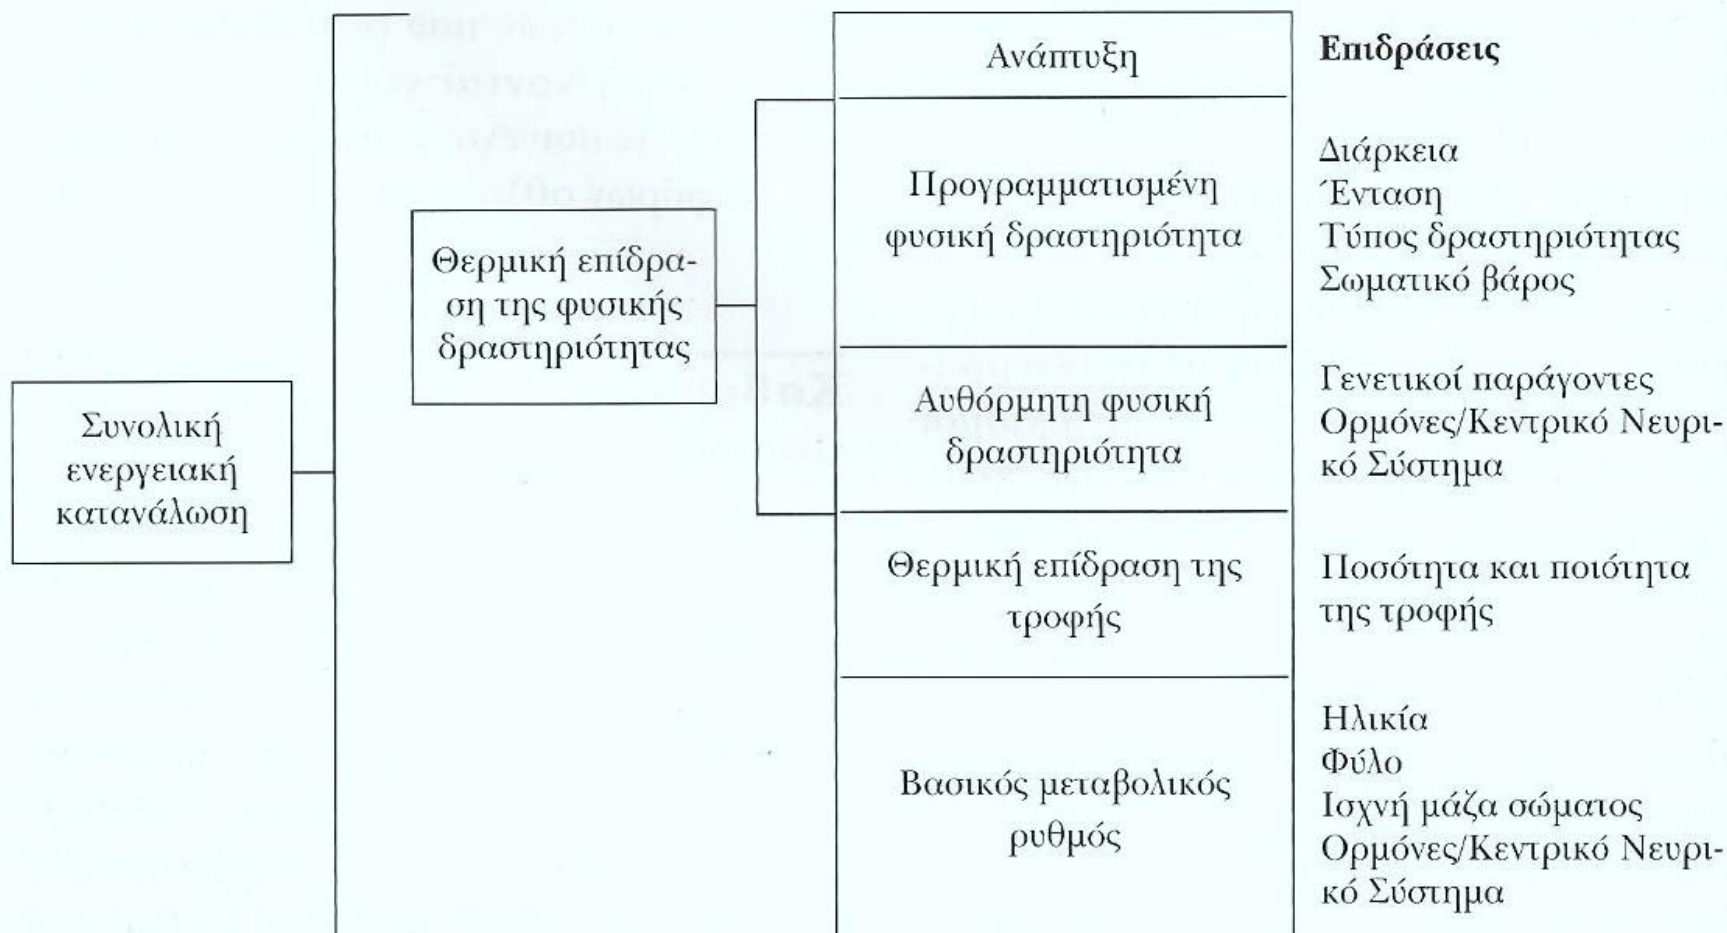 Συνολική
ενεργειακή
κατανάλωση
Θερμική επίδρα-
ση της φυσικής
δραστηριότητας
Ανάπτυξη
Προγραμματισμένη
φυσική δραστηριότητα
Αυθόρμητη φυσική
δραστηριότητα
Θερμική επίδραση της
τροφής
Βασικός μεταβολικός
ρυθμός
Επιδράσεις
Διάρκεια
Ένταση
Τύπος δραστηριότητας
Σωματικό βάρος
Γενετικοί παράγοντες
Ορμόνες/Κεντρικό Νευρι-
κό Σύστημα
Ποσότητα και ποιότητα
της τροφής
Ηλικία
Φύλο
Ισχνή μάζα σώματος
Ορμόνες/Κεντρικό Νευρι-
κό Σύστημα